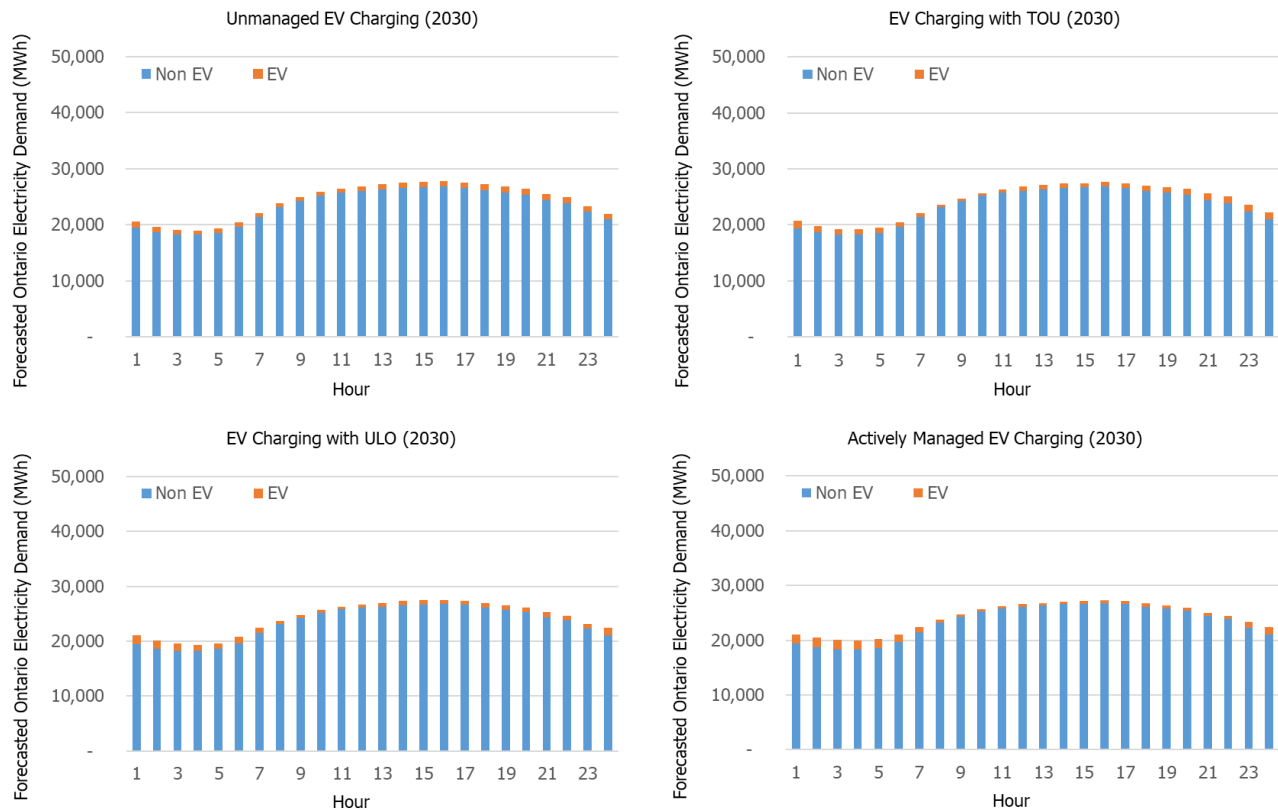 Unmanaged EV Charging (2030)
Forecasted Ontario Electricity Demand (MWh)
50,000
40,000
30,000
20,000
10,000
-
Non EV EV
1 3 5 7 9 11 13 15 17 19 21 23
Hour
EV Charging with TOU (2030)
Forecasted Ontario Electricity Demand (MWh)
50,000
40,000
30,000
20,000
10,000
-
Non EV EV
1 3 5 7 9 11 13 15 17 19 21 23
Hour
EV Charging with ULO (2030)
Forecasted Ontario Electricity Demand (MWh)
50,000
40,000
30,000
20,000
10,000
-
Non EV EV
1 3 5 7 9 11 13 15 17 19 21 23
Hour
Actively Managed EV Charging (2030)
Forecasted Ontario Electricity Demand (MWh)
50,000
40,000
30,000
20,000
10,000
-
Non EV EV
1 3 5 7 9 11 13 15 17 19 21 23
Hour